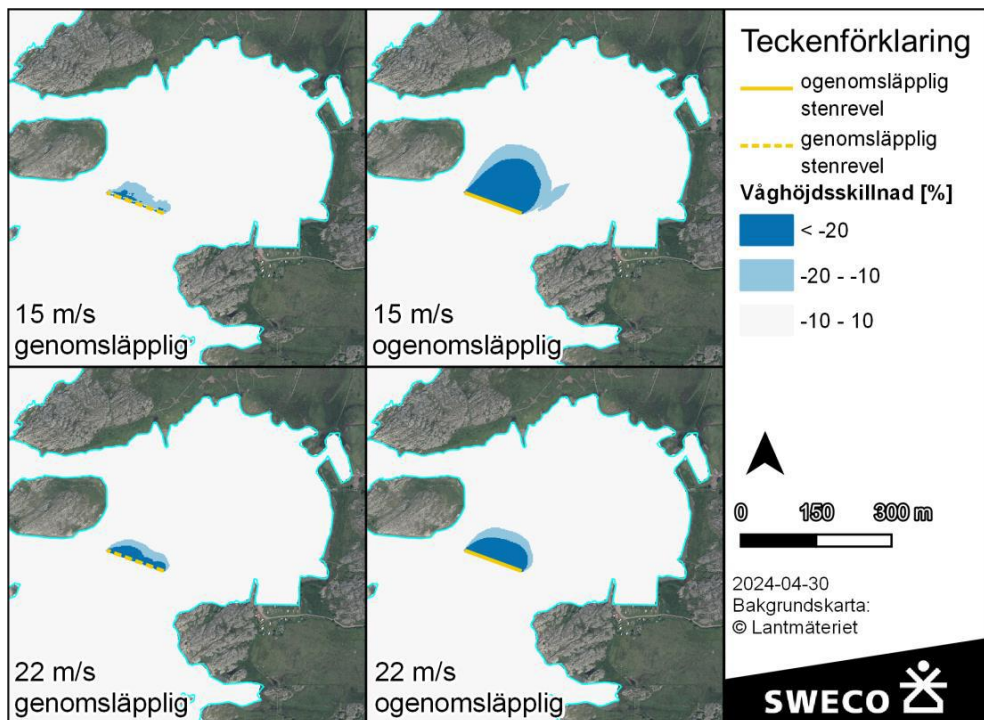 15 m/s
genomsläpplig
15 m/s
ogenomsläpplig
22 m/s
genomsläpplig
22 m/s
ogenomsläpplig
Teckenförklaring
ogenomsläpplig
stenrevel
genomsläpplig
stenrevel
Våghöjdsskillnad [%]
< -20
-20 - -10
-10 - 10
0 150 300 m
2024-04-30
Bakgrundskarta:
© Lantmäteriet
SWECO